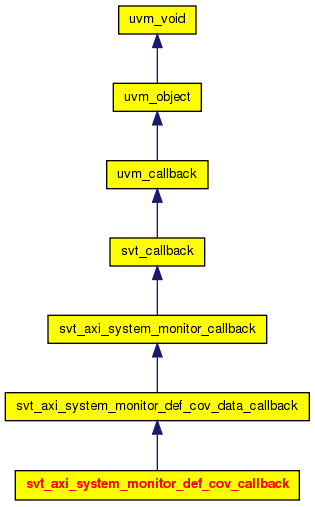 uvm_void
uvm_object
uvm_callback
svt_callback
svt_axi_system_monitor_callback
svt_axi_system_monitor_def_cov_data_callback
svt_axi_system_monitor_def_cov_callback